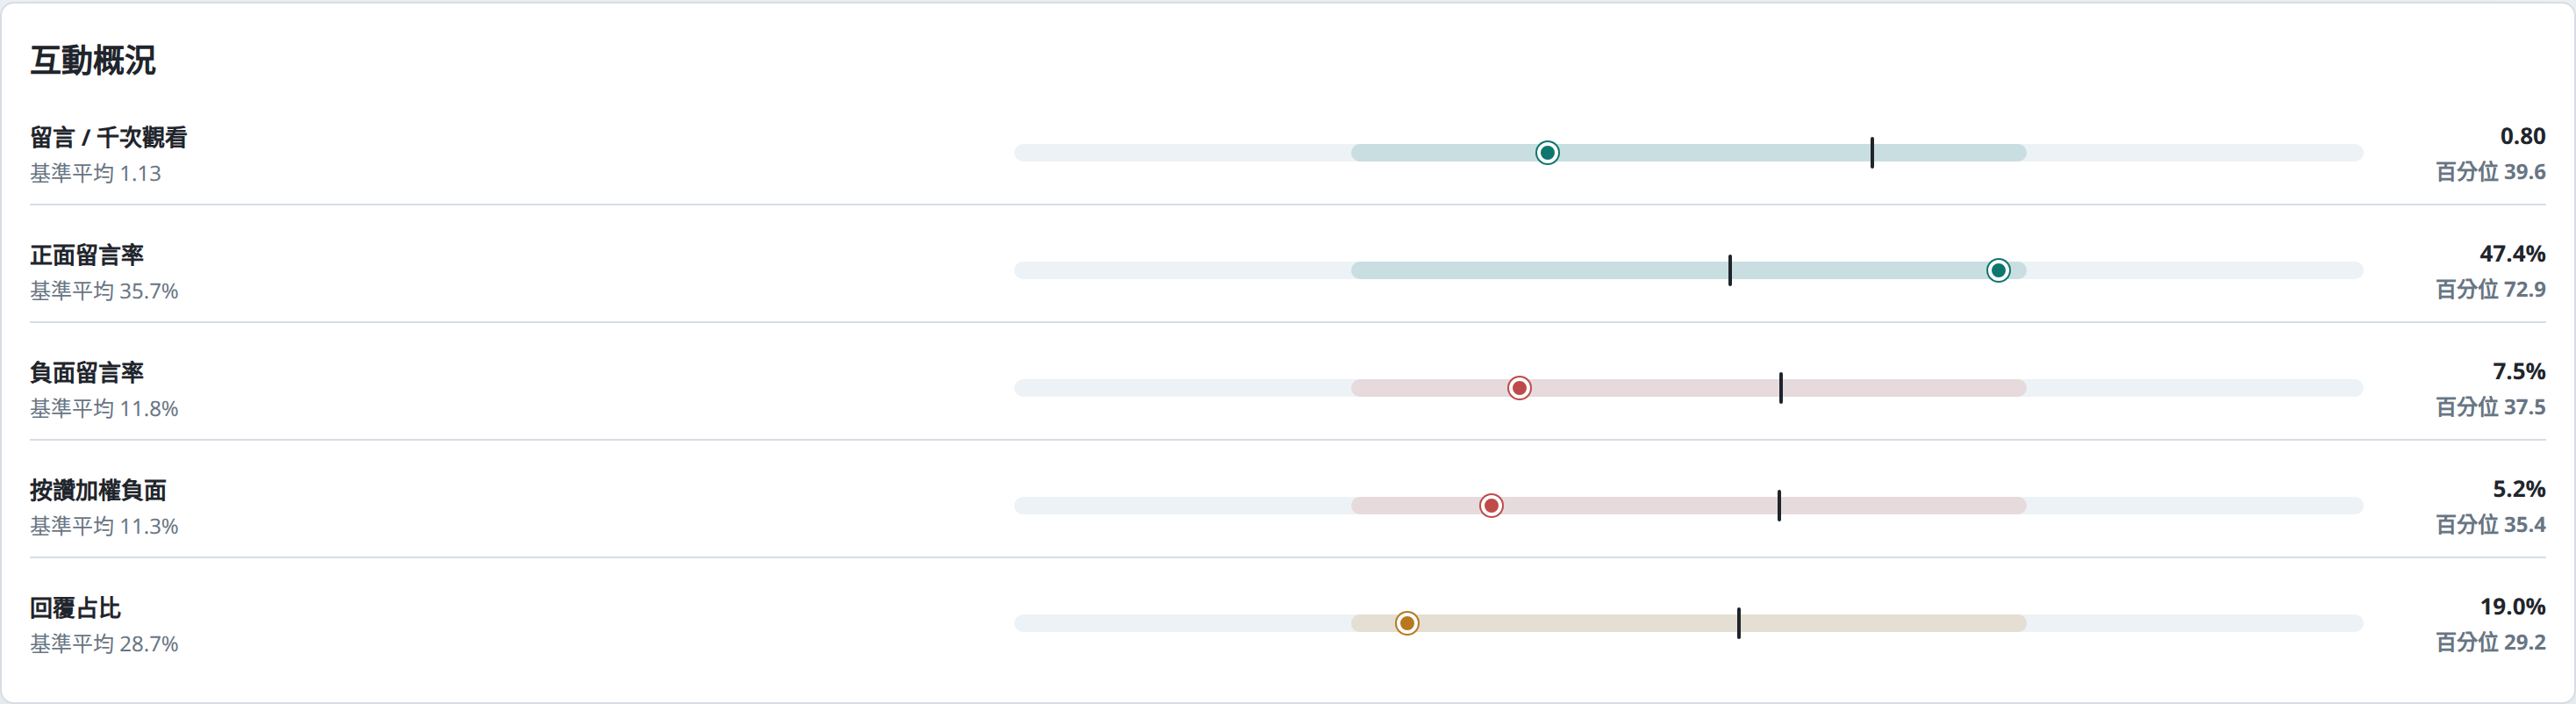 互動概況
留言 / 千次觀看
基準平均 1.13
0.80
百分位 39.6
正面留言率
基準平均 35.7%
47.4%
百分位 72.9
負面留言率
基準平均 11.8%
7.5%
百分位 37.5
按讚加權負面
基準平均 11.3%
5.2%
百分位 35.4
回覆占比
基準平均 28.7%
19.0%
百分位 29.2